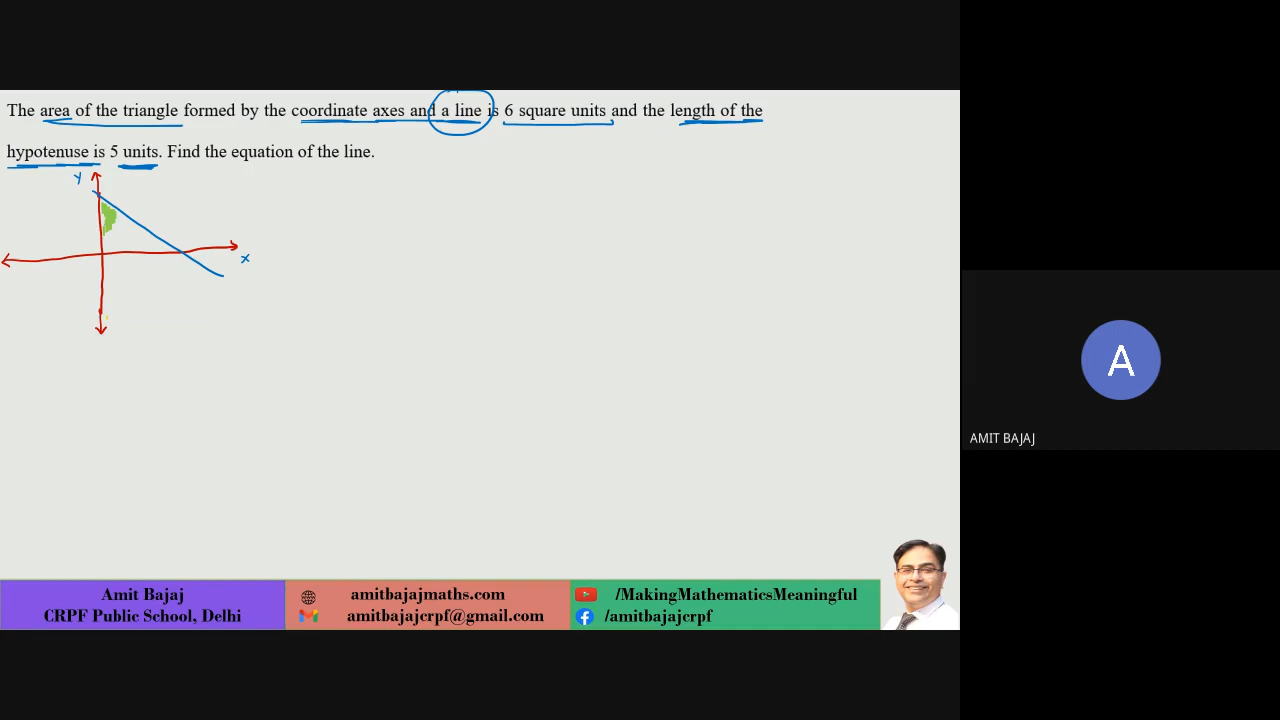 The area of the triangle formed by the coordinate axes and a line is 6 square units and the length of the
hypotenuse is 5 units. Find the equation of the line.
y
x
A
AMIT BAJAJ
Amit Bajaj
CRPF Public School, Delhi
amitbajajmaths.com
amitbajajcrpf@gmail.com
/MakingMathematicsMeaningful
/amitbajajcrpf